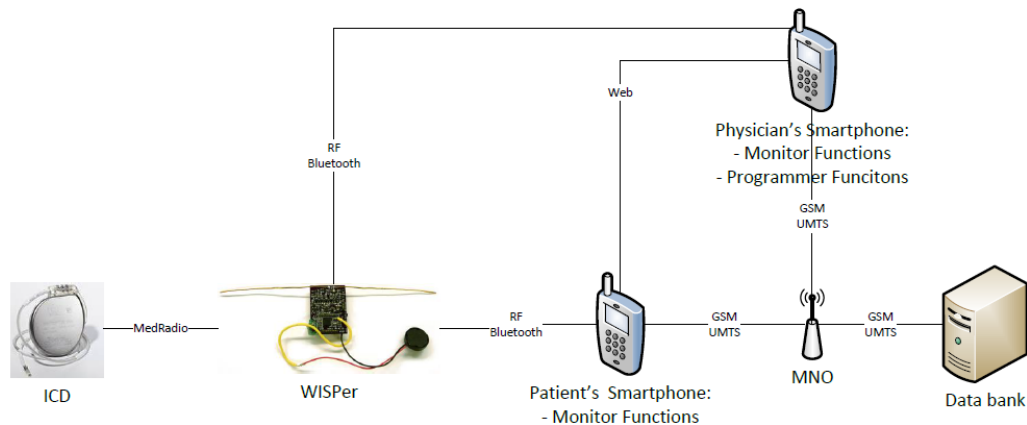 Web
Physician's Smartphone:
- Monitor Functions
- Programmer Funcitons
RF
Bluetooth
GSM
UMTS
MedRadio
RF
Bluetooth
GSM
UMTS
GSM
UMTS
ICD
WISPer
Patient's Smartphone:
- Monitor Functions
MNO
Data bank